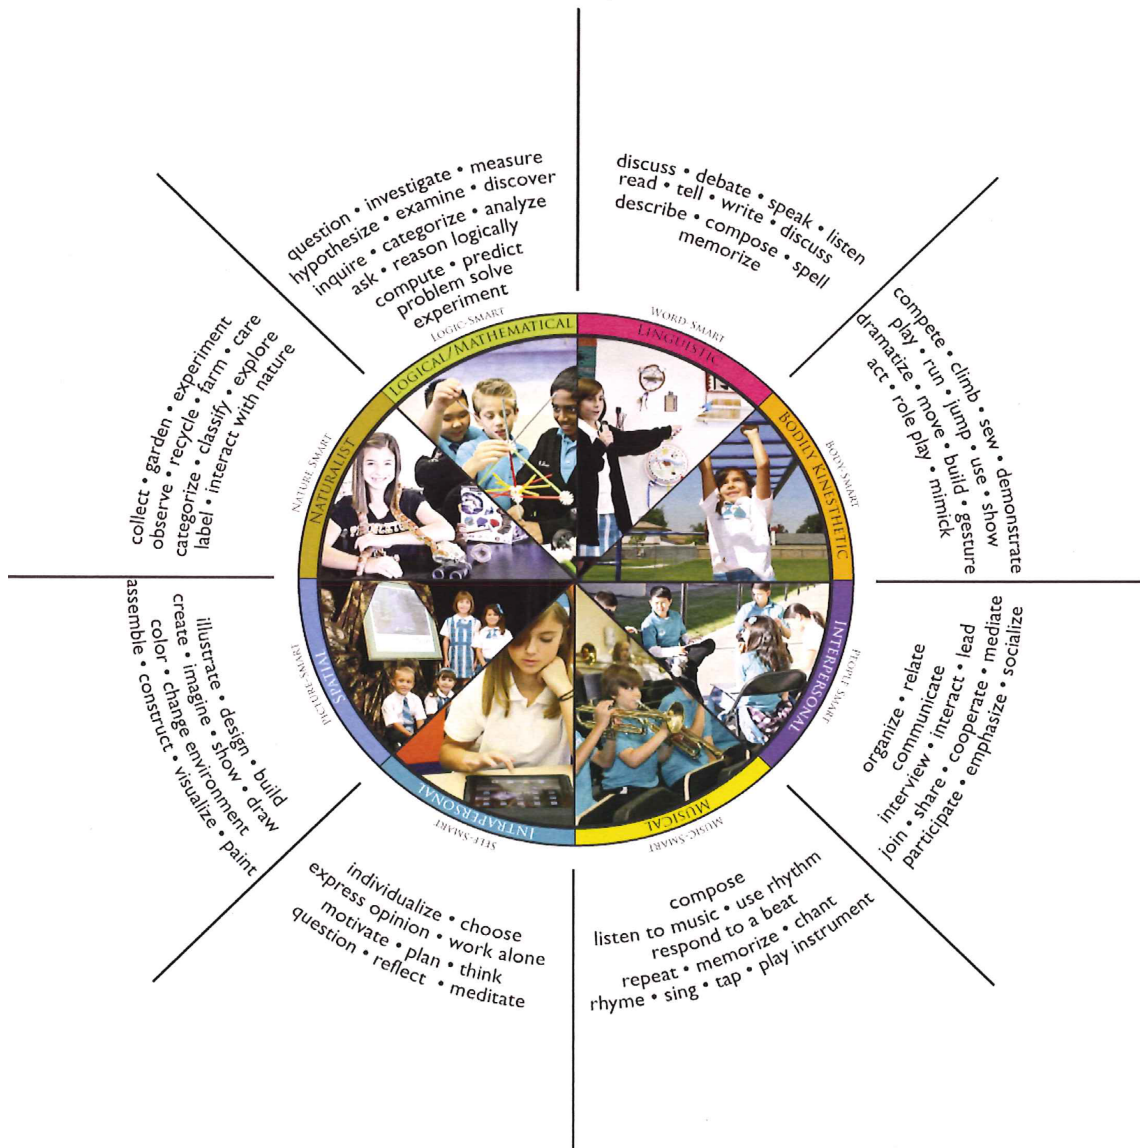 question • investigate • measure
hypothesize • examine • discover
inquire • categorize • analyze
ask • reason logically
compute • predict
problem solve
experiment
LOGIC-SMART
LOGICAL/MATHEMATICAL
discuss • debate • speak • listen
read • tell • write • discuss
describe • compose • spell
memorize
WORD-SMART
LINGUISTIC
compete • climb • sew • demonstrate
play • run • jump • use • show
dramatize • move • build • gesture
act • role play • mimick
BODY-SMART
BODILY KINESTHETIC
organize • relate
communicate
interview • interact • lead
join • share • cooperate • mediate
participate • emphasize • socialize
PEOPLE SMART
INTERPERSONAL
MUSICAL
MUSIC-SMART
compose
listen to music • use rhythm
respond to a beat
repeat • memorize • chant
rhyme • sing • tap • play instrument
INTRAPERSONAL
SELF-SMART
individualize • choose
express opinion • work alone
motivate • plan • think
question • reflect • meditate
SPATIAL
PICTURE-SMART
illustrate • design • build
create • imagine • show • draw
color • change environment
assemble • construct • visualize • paint
collect • garden • experiment
observe • recycle • farm • care
categorize • classify • explore
label • interact with nature
NATURE SMART
NATURALIST